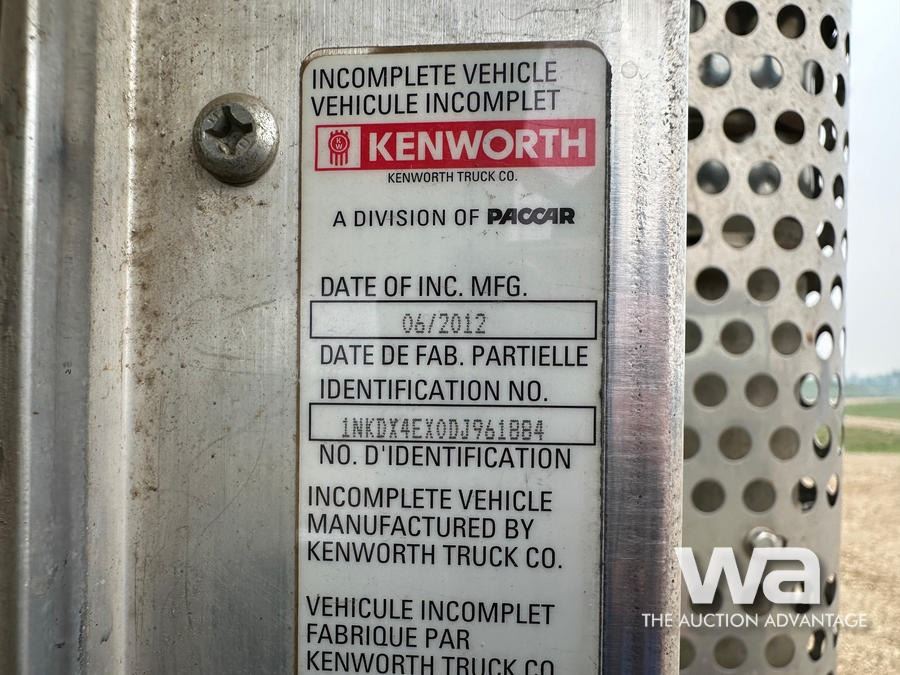 INCOMPLETE VEHICLE
VEHICULE INCOMPLET
KW KENWORTH
KENWORTH TRUCK CO.
A DIVISION OF PACCAR
DATE OF INC. MFG.
06/2012
DATE DE FAB. PARTIELLE
IDENTIFICATION NO.
1NKDX4EX0DJ961884
NO. D'IDENTIFICATION
INCOMPLETE VEHICLE
MANUFACTURED BY
KENWORTH TRUCK CO.
VEHICULE INCOMPLET
FABRIQUE PAR
KENWORTH TRUCK CO
wa
THE AUCTION ADVANTAGE